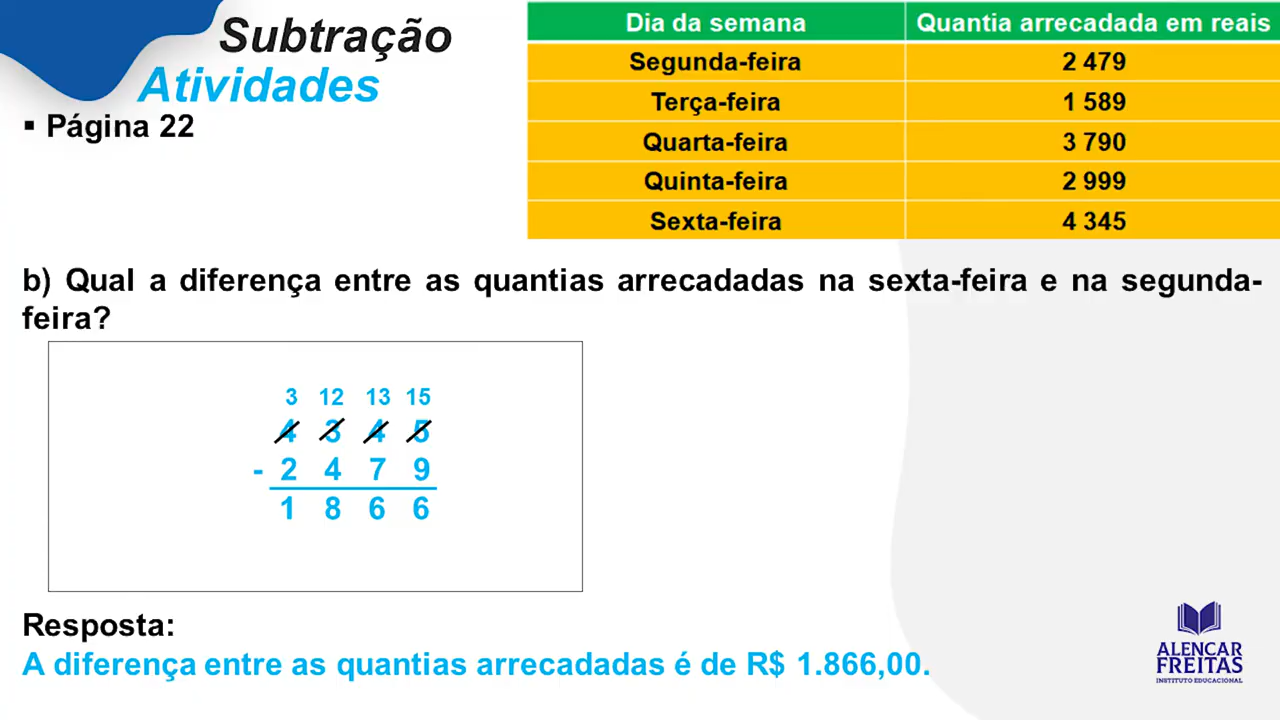 Subtração
Atividades
▪ Página 22
Dia da semana Quantia arrecadada em reais
Segunda-feira 2 479
Terça-feira 1 589
Quarta-feira 3 790
Quinta-feira 2 999
Sexta-feira 4 345
b) Qual a diferença entre as quantias arrecadadas na sexta-feira e na segunda-
feira?
3 12 13 15
4 3 4 5
- 2 4 7 9
1 8 6 6
Resposta:
A diferença entre as quantias arrecadadas é de R$ 1.866,00.
ALENCAR
FREITAS
INSTITUTO EDUCACIONAL